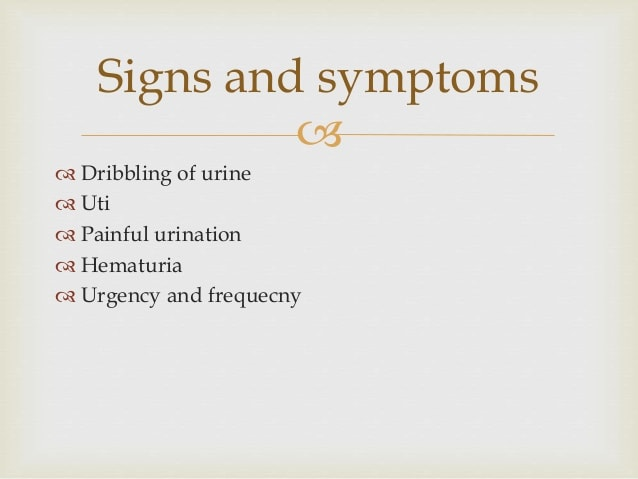 Signs and symptoms
Dribbling of urine
Uti
Painful urination
Hematuria
Urgency and frequecny